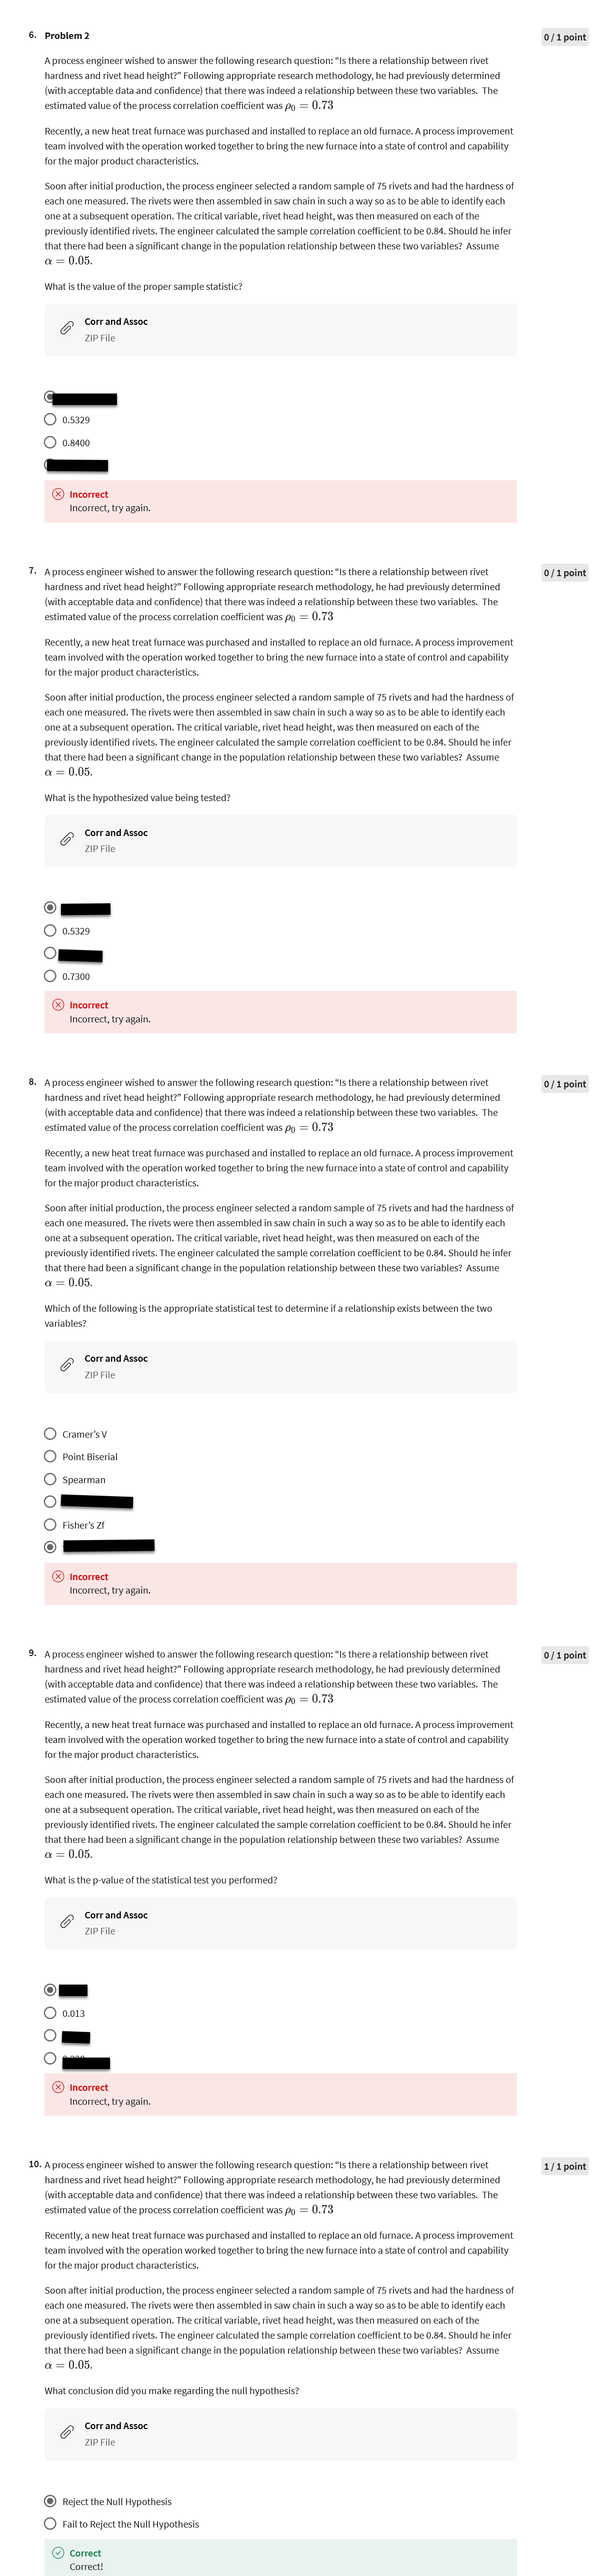 6. Problem 2
0 / 1 point
A process engineer wished to answer the following research question: “Is there a relationship between rivet
hardness and rivet head height?” Following appropriate research methodology, he had previously determined
(with acceptable data and confidence) that there was indeed a relationship between these two variables. The
estimated value of the process correlation coefficient was ρ₀ = 0.73
Recently, a new heat treat furnace was purchased and installed to replace an old furnace. A process improvement
team involved with the operation worked together to bring the new furnace into a state of control and capability
for the major product characteristics.
Soon after initial production, the process engineer selected a random sample of 75 rivets and had the hardness of
each one measured. The rivets were then assembled in saw chain in such a way so as to be able to identify each
one at a subsequent operation. The critical variable, rivet head height, was then measured on each of the
previously identified rivets. The engineer calculated the sample correlation coefficient to be 0.84. Should he infer
that there had been a significant change in the population relationship between these two variables? Assume
α = 0.05.
What is the value of the proper sample statistic?
Corr and Assoc
ZIP File
0.5329
0.8400
Incorrect
Incorrect, try again.
7. A process engineer wished to answer the following research question: “Is there a relationship between rivet
0 / 1 point
hardness and rivet head height?” Following appropriate research methodology, he had previously determined
(with acceptable data and confidence) that there was indeed a relationship between these two variables. The
estimated value of the process correlation coefficient was ρ₀ = 0.73
Recently, a new heat treat furnace was purchased and installed to replace an old furnace. A process improvement
team involved with the operation worked together to bring the new furnace into a state of control and capability
for the major product characteristics.
Soon after initial production, the process engineer selected a random sample of 75 rivets and had the hardness of
each one measured. The rivets were then assembled in saw chain in such a way so as to be able to identify each
one at a subsequent operation. The critical variable, rivet head height, was then measured on each of the
previously identified rivets. The engineer calculated the sample correlation coefficient to be 0.84. Should he infer
that there had been a significant change in the population relationship between these two variables? Assume
α = 0.05.
What is the hypothesized value being tested?
Corr and Assoc
ZIP File
0.5329
0.7300
Incorrect
Incorrect, try again.
8. A process engineer wished to answer the following research question: “Is there a relationship between rivet
0 / 1 point
hardness and rivet head height?” Following appropriate research methodology, he had previously determined
(with acceptable data and confidence) that there was indeed a relationship between these two variables. The
estimated value of the process correlation coefficient was ρ₀ = 0.73
Recently, a new heat treat furnace was purchased and installed to replace an old furnace. A process improvement
team involved with the operation worked together to bring the new furnace into a state of control and capability
for the major product characteristics.
Soon after initial production, the process engineer selected a random sample of 75 rivets and had the hardness of
each one measured. The rivets were then assembled in saw chain in such a way so as to be able to identify each
one at a subsequent operation. The critical variable, rivet head height, was then measured on each of the
previously identified rivets. The engineer calculated the sample correlation coefficient to be 0.84. Should he infer
that there had been a significant change in the population relationship between these two variables? Assume
α = 0.05.
Which of the following is the appropriate statistical test to determine if a relationship exists between the two
variables?
Corr and Assoc
ZIP File
Cramer’s V
Point Biserial
Spearman
Fisher’s Zf
Incorrect
Incorrect, try again.
9. A process engineer wished to answer the following research question: “Is there a relationship between rivet
0 / 1 point
hardness and rivet head height?” Following appropriate research methodology, he had previously determined
(with acceptable data and confidence) that there was indeed a relationship between these two variables. The
estimated value of the process correlation coefficient was ρ₀ = 0.73
Recently, a new heat treat furnace was purchased and installed to replace an old furnace. A process improvement
team involved with the operation worked together to bring the new furnace into a state of control and capability
for the major product characteristics.
Soon after initial production, the process engineer selected a random sample of 75 rivets and had the hardness of
each one measured. The rivets were then assembled in saw chain in such a way so as to be able to identify each
one at a subsequent operation. The critical variable, rivet head height, was then measured on each of the
previously identified rivets. The engineer calculated the sample correlation coefficient to be 0.84. Should he infer
that there had been a significant change in the population relationship between these two variables? Assume
α = 0.05.
What is the p-value of the statistical test you performed?
Corr and Assoc
ZIP File
0.013
Incorrect
Incorrect, try again.
10. A process engineer wished to answer the following research question: “Is there a relationship between rivet
1 / 1 point
hardness and rivet head height?” Following appropriate research methodology, he had previously determined
(with acceptable data and confidence) that there was indeed a relationship between these two variables. The
estimated value of the process correlation coefficient was ρ₀ = 0.73
Recently, a new heat treat furnace was purchased and installed to replace an old furnace. A process improvement
team involved with the operation worked together to bring the new furnace into a state of control and capability
for the major product characteristics.
Soon after initial production, the process engineer selected a random sample of 75 rivets and had the hardness of
each one measured. The rivets were then assembled in saw chain in such a way so as to be able to identify each
one at a subsequent operation. The critical variable, rivet head height, was then measured on each of the
previously identified rivets. The engineer calculated the sample correlation coefficient to be 0.84. Should he infer
that there had been a significant change in the population relationship between these two variables? Assume
α = 0.05.
What conclusion did you make regarding the null hypothesis?
Corr and Assoc
ZIP File
Reject the Null Hypothesis
Fail to Reject the Null Hypothesis
Correct
Correct!